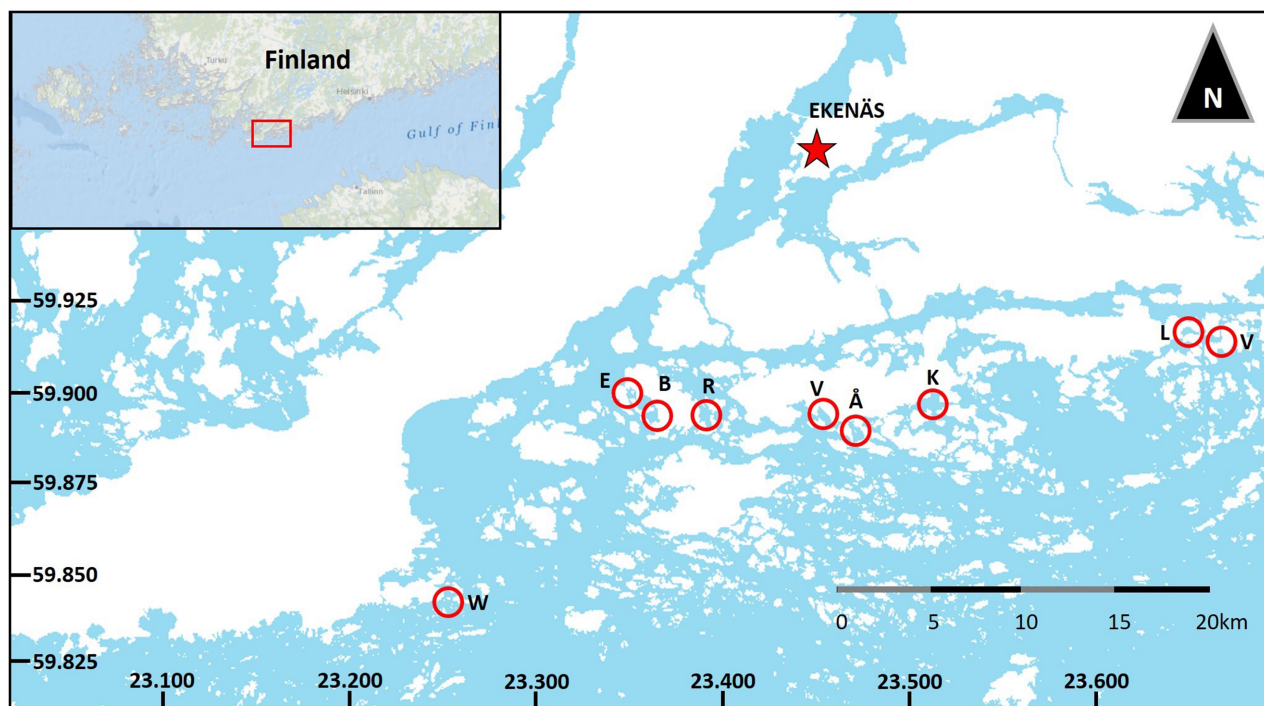 Finland
Turku
Helsinki
Gulf of Finl
Tallinn
N
EKENÄS
59.925
L
V
E
B
R
V
Å
K
59.900
59.875
59.850
W
0 5 10 15 20km
59.825
23.100 23.200 23.300 23.400 23.500 23.600